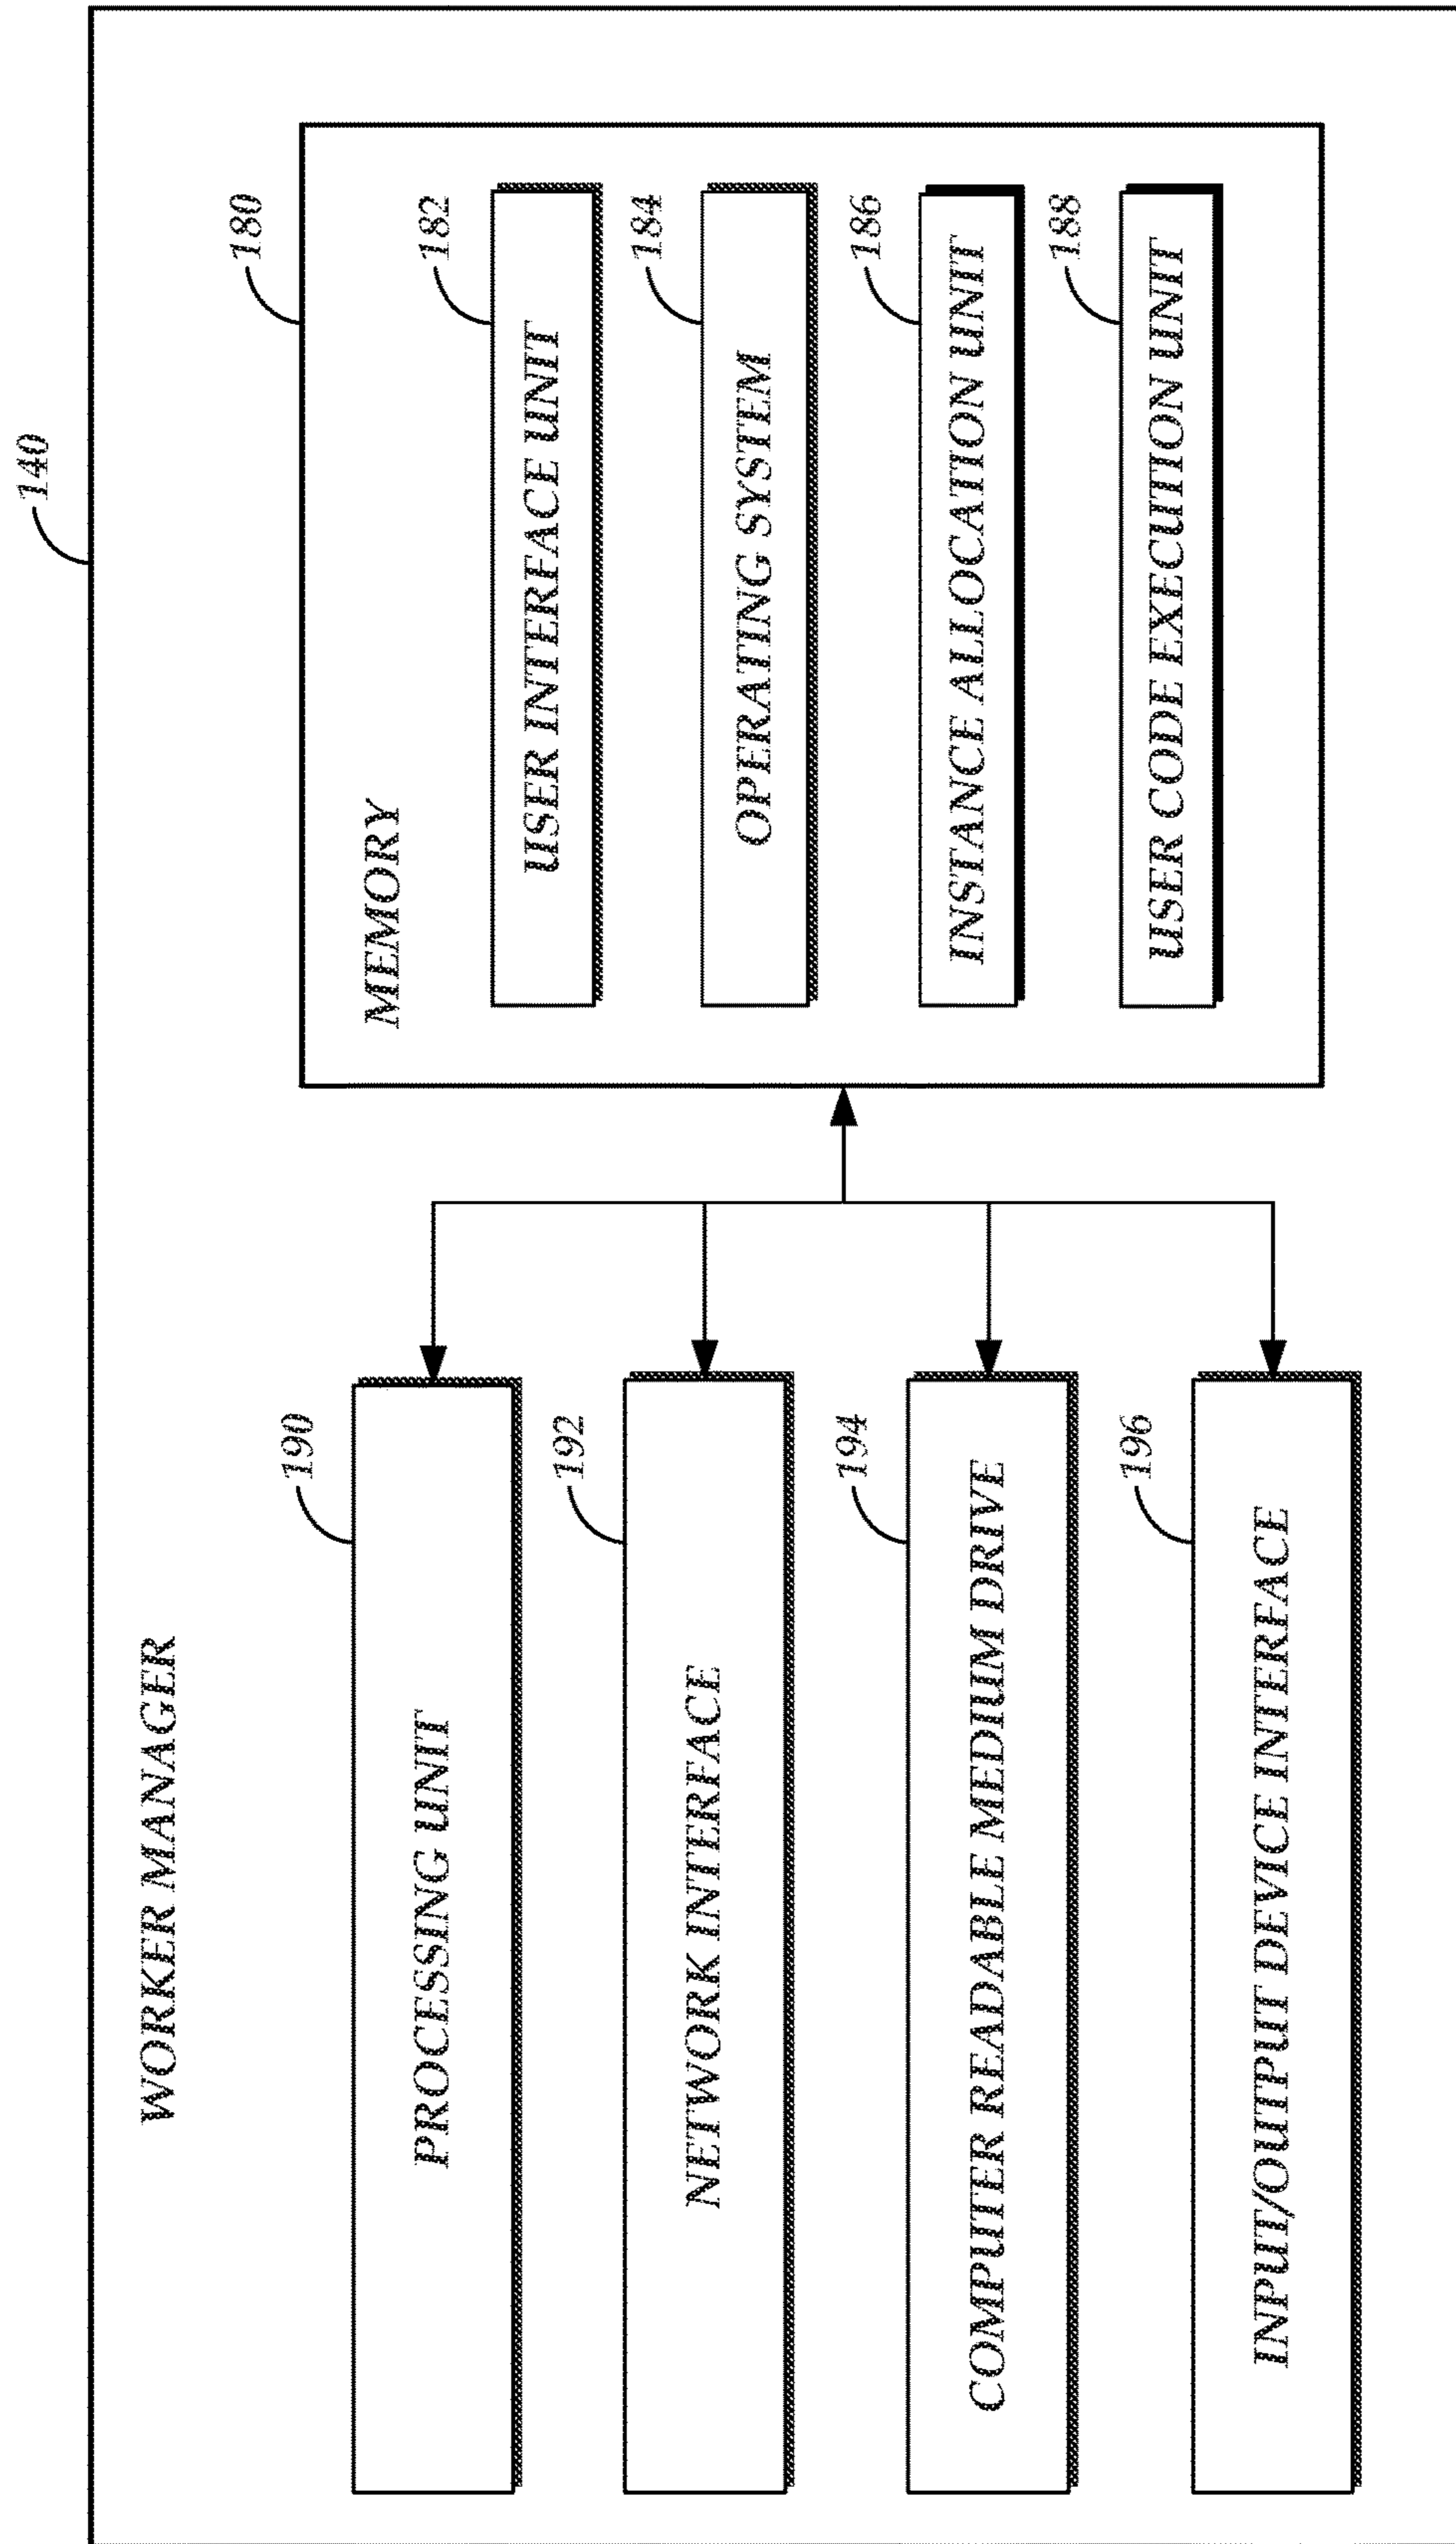 140
WORKER MANAGER
190
PROCESSING UNIT
192
NETWORK INTERFACE
194
COMPUTER READABLE MEDIUM DRIVE
196
INPUT/OUTPUT DEVICE INTERFACE
180
MEMORY
182
USER INTERFACE UNIT
184
OPERATING SYSTEM
186
INSTANCE ALLOCATION UNIT
188
USER CODE EXECUTION UNIT